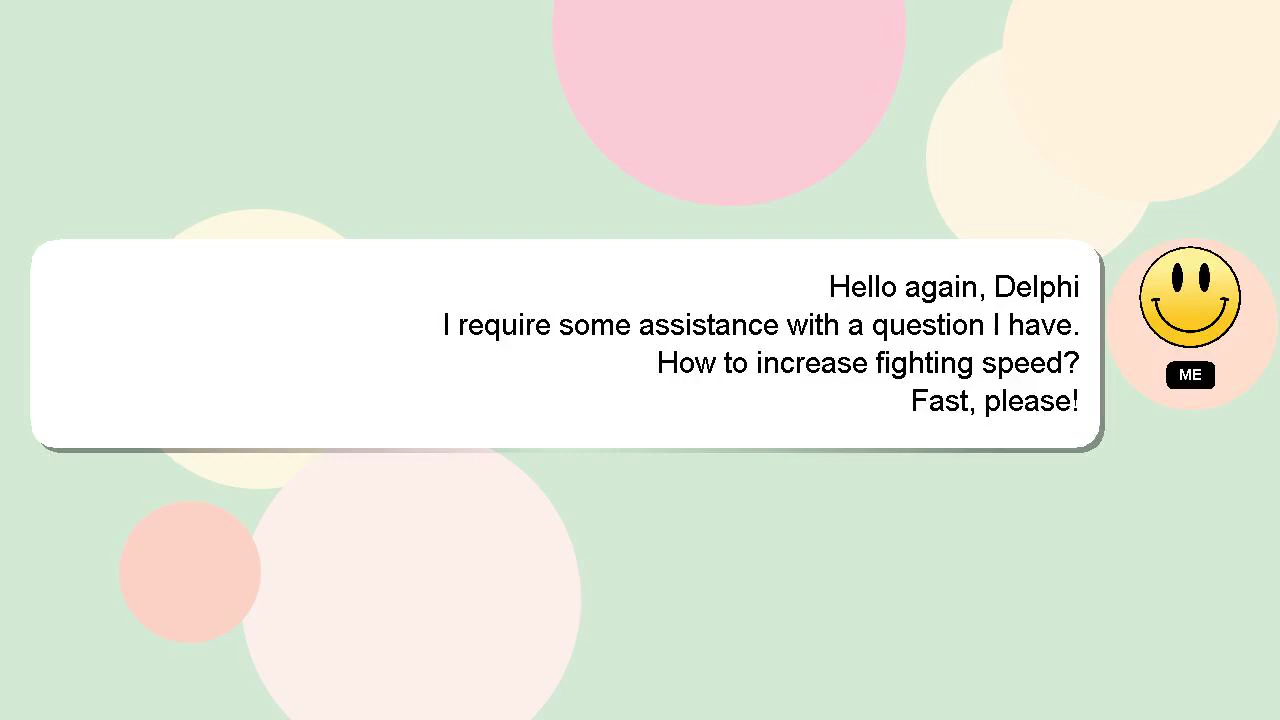 Hello again, Delphi
I require some assistance with a question I have.
How to increase fighting speed?
Fast, please!
ME